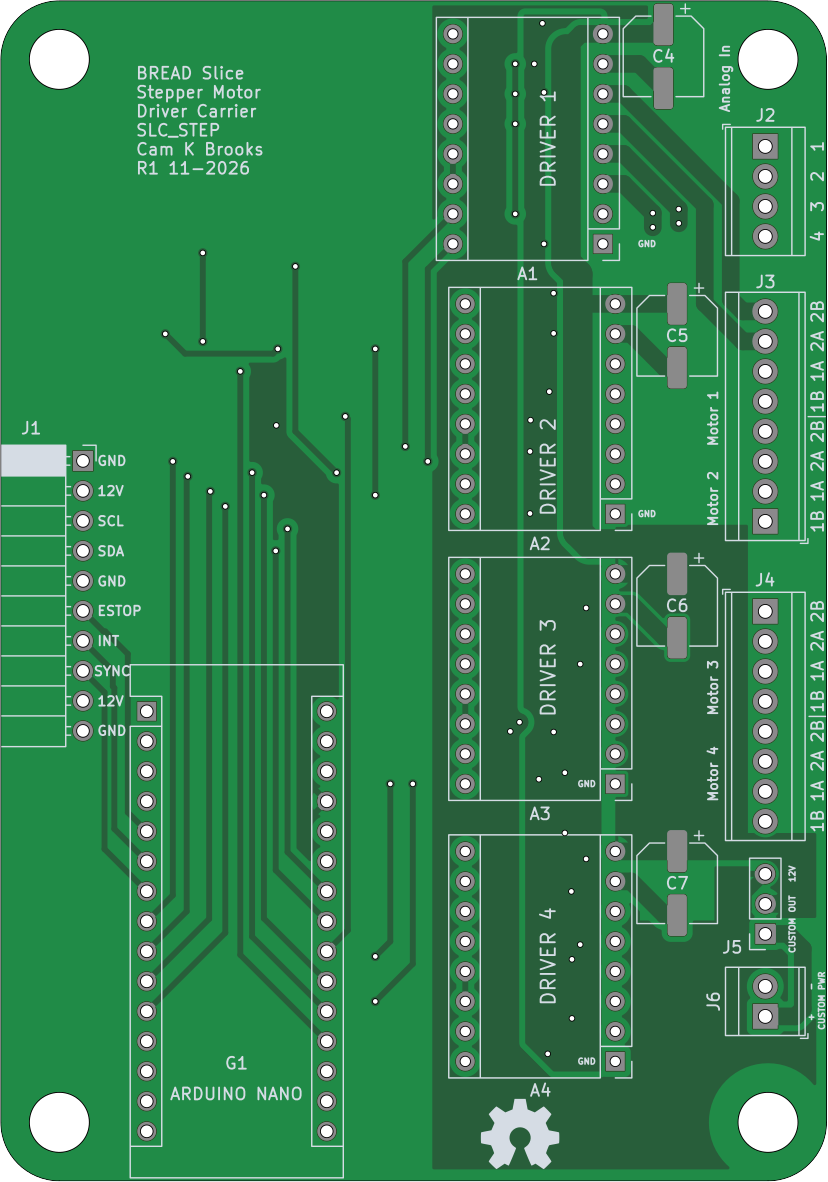 BREAD Slice
Stepper Motor
Driver Carrier
SLC_STEP
Cam K Brooks
R1 11-2026
DRIVER 1
A1
GND
+
C4
Analog In
J2
1
2
3
4
J3
1B 1A 2A 2B|1B 1A 2A 2B
Motor 1
Motor 2
+
C5
DRIVER 2
GND
A2
J1
GND
12V
SCL
SDA
GND
ESTOP
INT
SYNC
12V
GND
DRIVER 3
GND
A3
+
C6
J4
1B 1A 2A 2B|1B 1A 2A 2B
Motor 3
Motor 4
DRIVER 4
GND
A4
+
C7
12V
CUSTOM OUT
J5
J6
-
+
CUSTOM PWR
G1
ARDUINO NANO